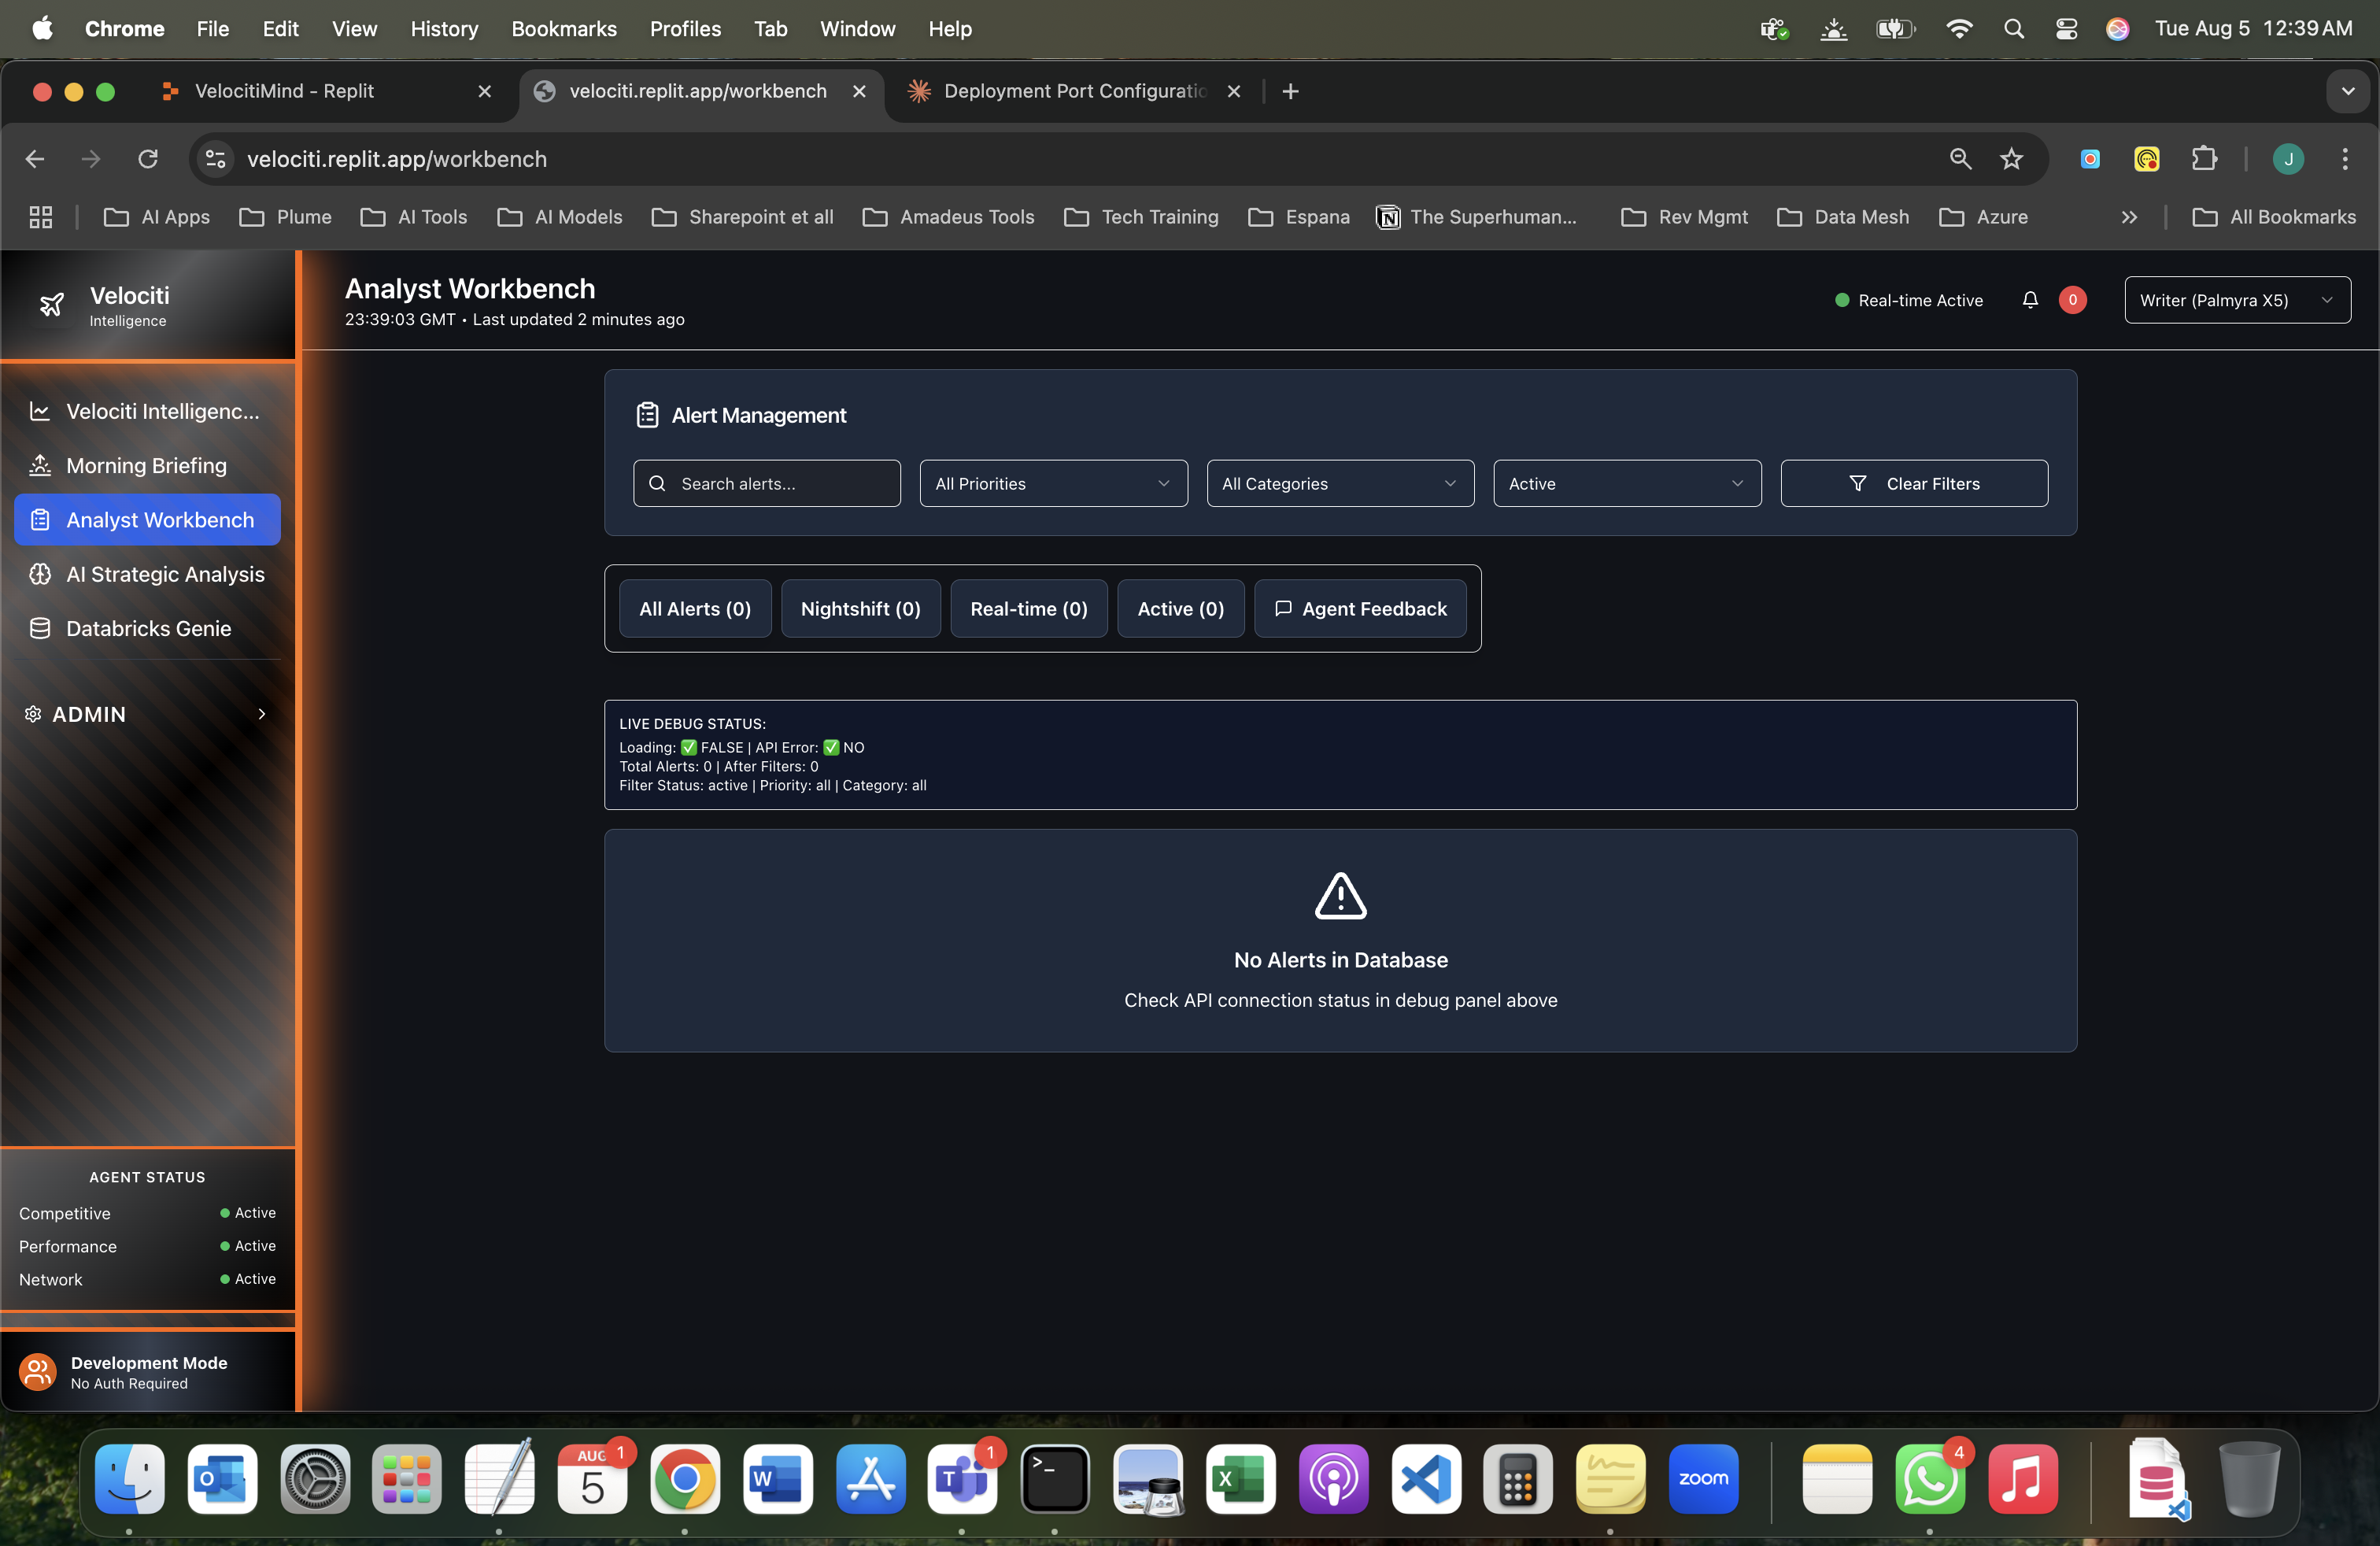 Chrome File Edit View History Bookmarks Profiles Tab Window Help Tue Aug 5 12:39 AM
VelocitiMind - Replit velociti.replit.app/workbench Deployment Port Configuratio
velociti.replit.app/workbench J
AI Apps Plume AI Tools AI Models Sharepoint et all Amadeus Tools Tech Training Espana The Superhuman... Rev Mgmt Data Mesh Azure All Bookmarks
Velociti
Intelligence
Velociti Intelligenc...
Morning Briefing
Analyst Workbench
AI Strategic Analysis
Databricks Genie
ADMIN
AGENT STATUS
Competitive Active
Performance Active
Network Active
Development Mode
No Auth Required
Analyst Workbench
23:39:03 GMT • Last updated 2 minutes ago
Real-time Active 0 Writer (Palmyra X5)
Alert Management
Search alerts... All Priorities All Categories Active Clear Filters
All Alerts (0) Nightshift (0) Real-time (0) Active (0) Agent Feedback
LIVE DEBUG STATUS:
Loading: ✅ FALSE | API Error: ✅ NO
Total Alerts: 0 | After Filters: 0
Filter Status: active | Priority: all | Category: all
No Alerts in Database
Check API connection status in debug panel above
AUG 5 1 W T 1 >_ X zoom 4